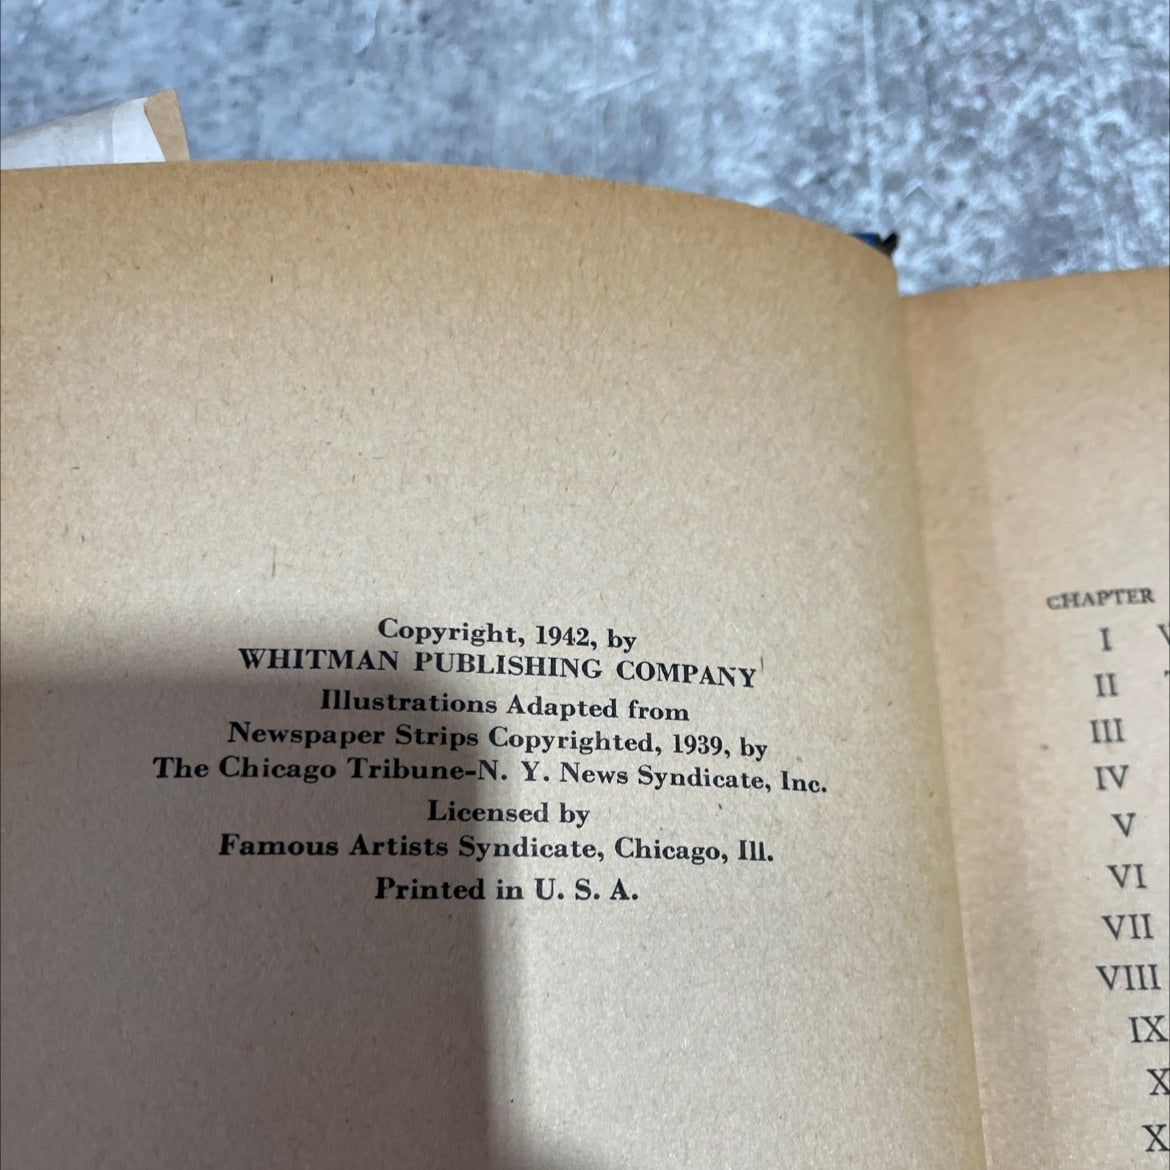 Copyright, 1942, by
WHITMAN PUBLISHING COMPANY
Illustrations Adapted from
Newspaper Strips Copyrighted, 1939, by
The Chicago Tribune-N. Y. News Syndicate, Inc.
Licensed by
Famous Artists Syndicate, Chicago, Ill.
Printed in U. S. A.
CHAPTER
I
II
III
IV
V
VI
VII
VIII
IX
X